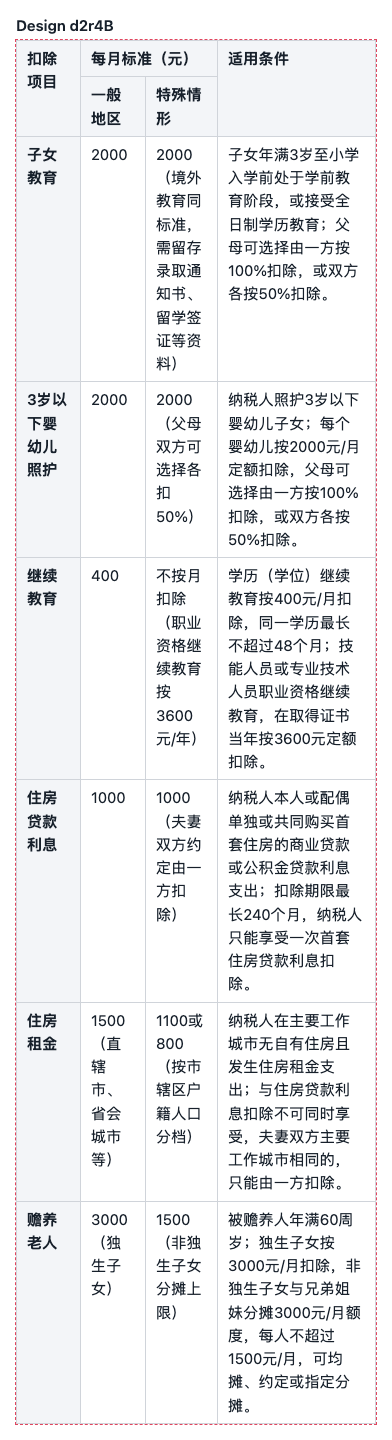 Design d2r4B
扣除
项目
每月标准（元）
适用条件
一般
地区
特殊情
形
子女
教育
2000
2000
（境外
教育同
标准，
需留存
录取通
知书、
留学签
证等资
料）
子女年满3岁至小学
入学前处于学前教
育阶段，或接受全
日制学历教育；父
母可选择由一方按
100%扣除，或双方
各按50%扣除。
3岁以
下婴
幼儿
照护
2000
2000
（父母
双方可
选择各
扣
50%）
纳税人照护3岁以下
婴幼儿子女；每个
婴幼儿按2000元/月
定额扣除，父母可
选择由一方按100%
扣除，或双方各按
50%扣除。
继续
教育
400
不按月
扣除
（职业
资格继
续教育
按
3600
元/年）
学历（学位）继续
教育按400元/月扣
除，同一学历最长
不超过48个月；技
能人员或专业技术
人员职业资格继续
教育，在取得证书
当年按3600元定额
扣除。
住房
贷款
利息
1000
1000
（夫妻
双方约
定由一
方扣
除）
纳税人本人或配偶
单独或共同购买首
套住房的商业贷款
或公积金贷款利息
支出；扣除期限最
长240个月，纳税人
只能享受一次首套
住房贷款利息扣
除。
住房
租金
1500
（直
辖
市、
省会
城市
等）
1100或
800
（按市
辖区户
籍人口
分档）
纳税人在主要工作
城市无自有住房且
发生住房租金支
出；与住房贷款利
息扣除不可同时享
受，夫妻双方主要
工作城市相同的，
只能由一方扣除。
赡养
老人
3000
（独
生子
女）
1500
（非独
生子女
分摊上
限）
被赡养人年满60周
岁；独生子女按
3000元/月扣除，非
独生子女与兄弟姐
妹分摊3000元/月额
度，每人不超过
1500元/月，可均
摊、约定或指定分
摊。